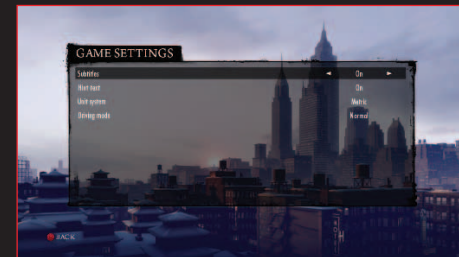 GAME SETTINGS
Subtitles ◄ On ►
Hint text On
Unit system Metric
Driving mode Normal
BACK